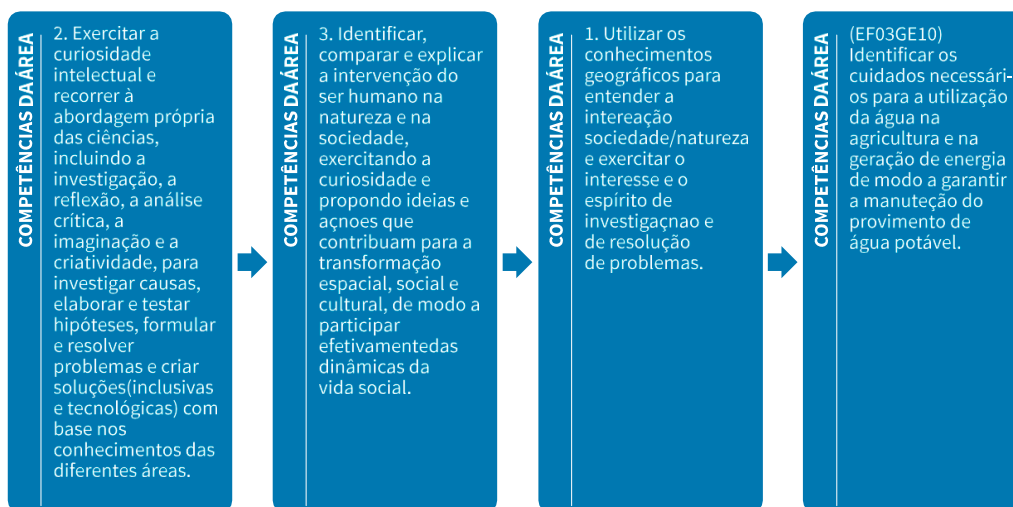 COMPETÊNCIAS DA ÁREA
2. Exercitar a
curiosidade
intelectual e
recorrer à
abordagem própria
das ciências,
incluindo a
investigação, a
reflexão, a análise
crítica, a
imaginação e a
criatividade, para
investigar causas,
elaborar e testar
hipóteses, formular
e resolver
problemas e criar
soluções(inclusivas
e tecnológicas) com
base nos
conhecimentos das
diferentes áreas.
COMPETÊNCIAS DA ÁREA
3. Identificar,
comparar e explicar
a intervenção do
ser humano na
natureza e na
sociedade,
exercitando a
curiosidade e
propondo ideias e
açnoes que
contribuam para a
transformação
espacial, social e
cultural, de modo a
participar
efetivamentedas
dinâmicas da
vida social.
COMPETÊNCIAS DA ÁREA
1. Utilizar os
conhecimentos
geográficos para
entender a
intereação
sociedade/natureza
e exercitar o
interesse e o
espírito de
investigaçnao e
de resolução
de problemas.
COMPETÊNCIAS DA ÁREA
(EF03GE10)
Identificar os
cuidados necessári-
os para a utilização
da água na
agricultura e na
geração de energia
de modo a garantir
a manuteção do
provimento de
água potável.